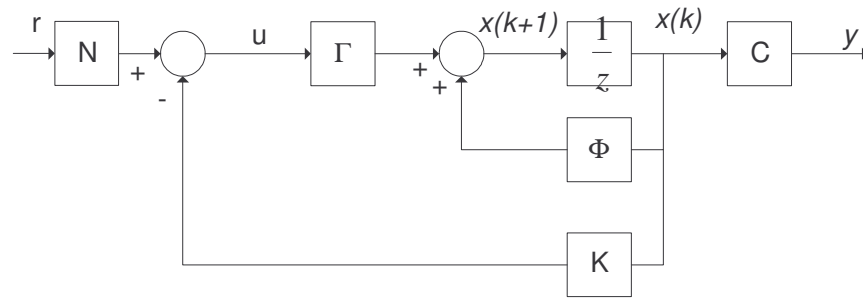 r
N
+
-
u
Γ
+
+
x(k+1)
1
z
x(k)
C
y
Φ
K